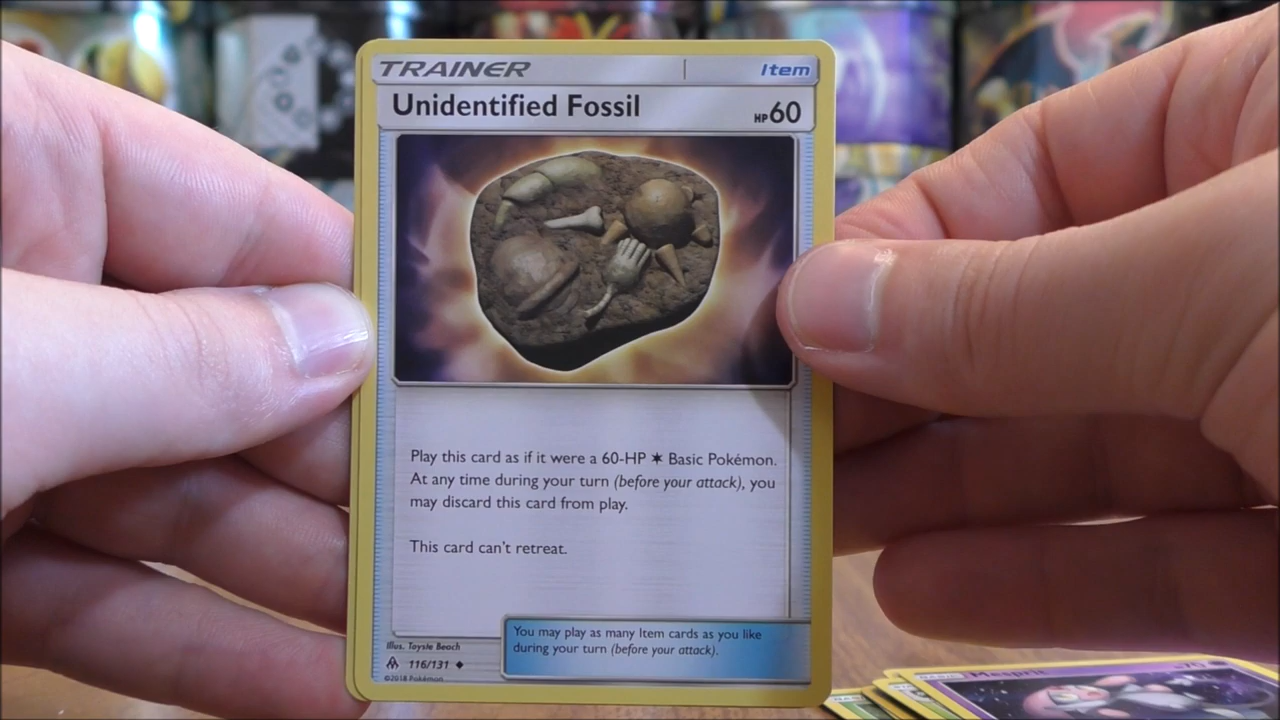 TRAINER Item
Unidentified Fossil HP60
Play this card as if it were a 60-HP Basic Pokémon.
At any time during your turn (before your attack), you
may discard this card from play.
This card can't retreat.
You may play as many Item cards as you like
during your turn (before your attack).
Illus. Toyste Beach
116/131
©2018 Pokémon
BASIC Mesprit 70